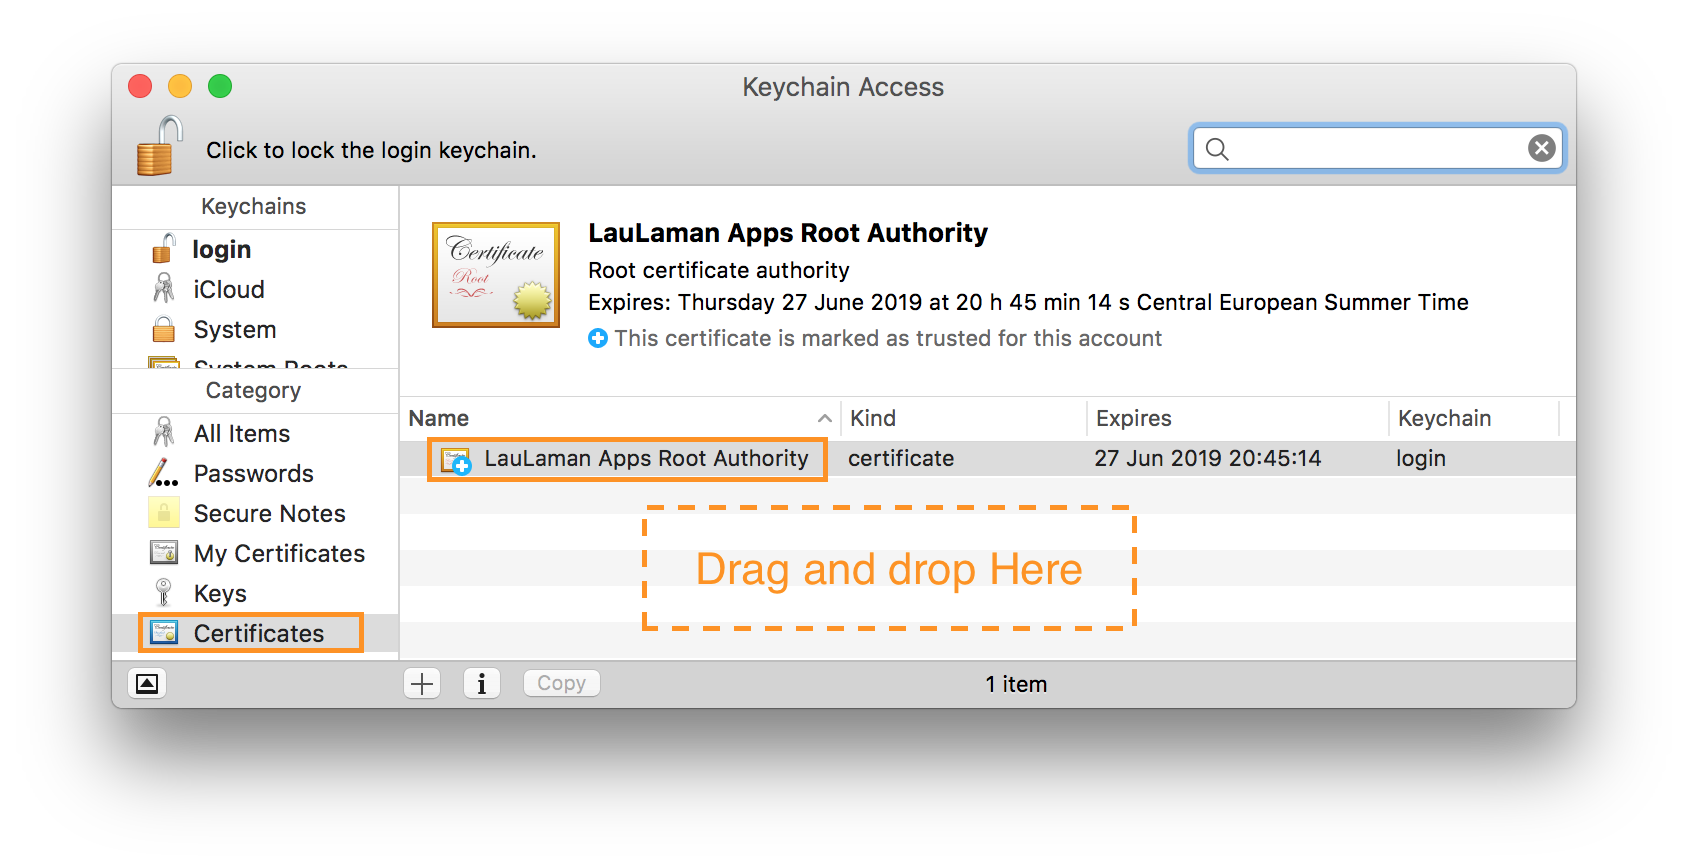 Keychain Access
Click to lock the login keychain.
Keychains
login
iCloud
System
System Roots
Category
All Items
Passwords
Secure Notes
My Certificates
Keys
Certificates
Certificate
Root
LauLaman Apps Root Authority
Root certificate authority
Expires: Thursday 27 June 2019 at 20 h 45 min 14 s Central European Summer Time
This certificate is marked as trusted for this account
Name Kind Expires Keychain
LauLaman Apps Root Authority certificate 27 Jun 2019 20:45:14 login
Drag and drop Here
Copy
1 item